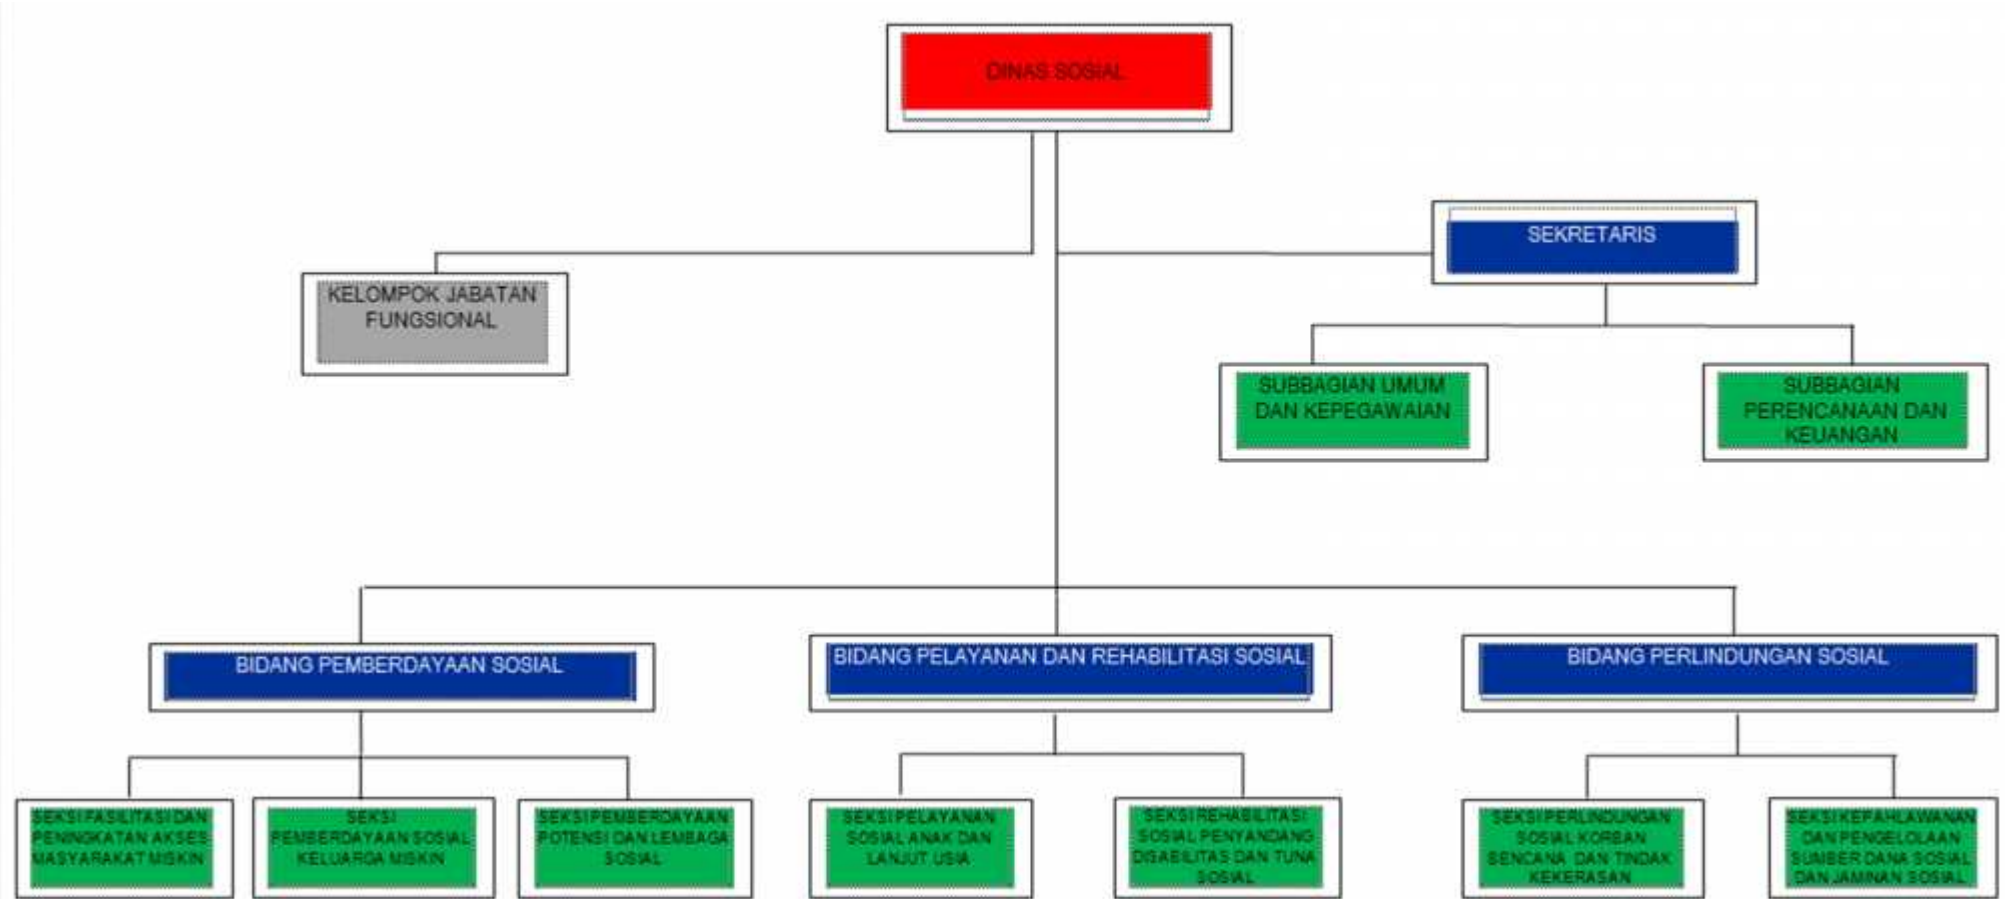 DINAS SOSIAL
SEKRETARIS
KELOMPOK JABATAN
FUNGSIONAL
SUBBAGIAN UMUM
DAN KEPEGAWAIAN
SUBBAGIAN
PERENCANAAN DAN
KEUANGAN
BIDANG PEMBERDAYAAN SOSIAL
BIDANG PELAYANAN DAN REHABILITASI SOSIAL
BIDANG PERLINDUNGAN SOSIAL
SEKSI FASILITASI DAN
PENINGKATAN AKSES
MASYARAKAT MISKIN
SEKSI
PEMBERDAYAAN SOSIAL
KELUARGA MISKIN
SEKSI PEMBERDAYAAN
POTENSI DAN LEMBAGA
SOSIAL
SEKSI PELAYANAN
SOSIAL ANAK DAN
LANJUT USIA
SEKSI REHABILITASI
SOSIAL PENYANDANG
DISABILITAS DAN TUNA
SOSIAL
SEKSI PERLINDUNGAN
SOSIAL KORBAN
BENCANA DAN TINDAK
KEKERASAN
SEKSI KEPAHLAWANAN
DAN PENGELOLAAN
SUMBER DANA SOSIAL
DAN JAMINAN SOSIAL